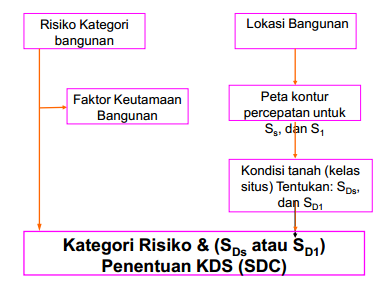 Risiko Kategori
bangunan
Lokasi Bangunan
Faktor Keutamaan
Bangunan
Peta kontur
percepatan untuk
Ss, dan S1
Kondisi tanah (kelas
situs) Tentukan: SDs,
dan SD1
Kategori Risiko & (SDs atau SD1)
Penentuan KDS (SDC)